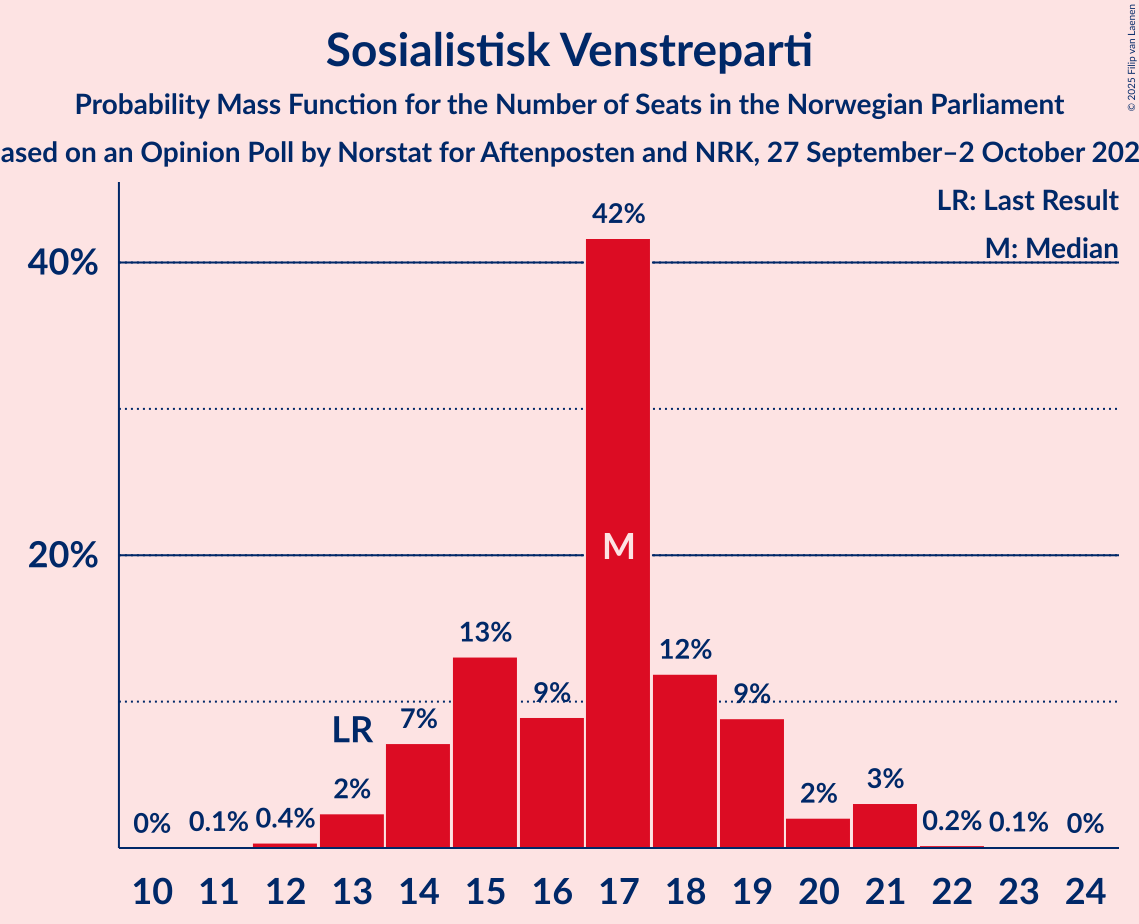 Sosialistisk Venstreparti
Probability Mass Function for the Number of Seats in the Norwegian Parliament
ased on an Opinion Poll by Norstat for Aftenposten and NRK, 27 September–2 October 202
© 2025 Filip van Laenen
LR: Last Result
M: Median
40%
20%
0%
0.1%
0.4%
2%
LR
7%
13%
9%
42%
M
12%
9%
2%
3%
0.2%
0.1%
0%
10 11 12 13 14 15 16 17 18 19 20 21 22 23 24